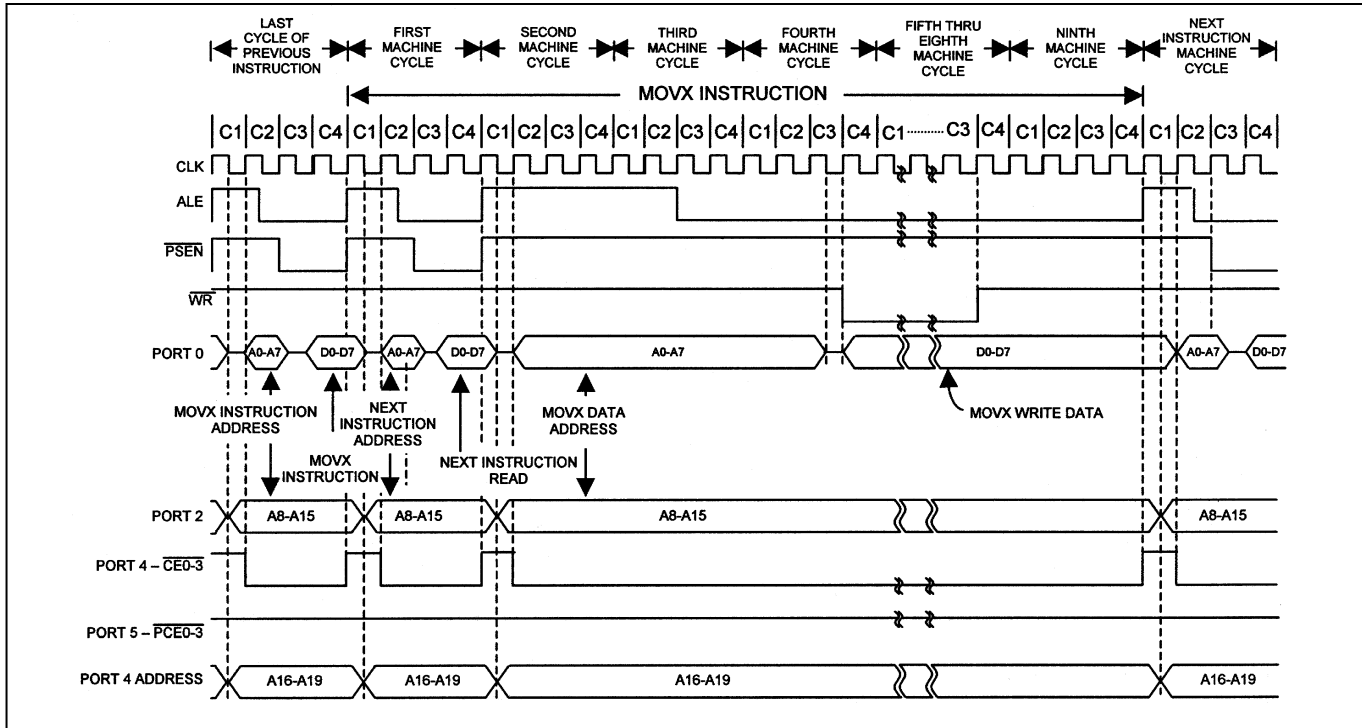 LAST CYCLE OF PREVIOUS INSTRUCTION
FIRST MACHINE CYCLE
SECOND MACHINE CYCLE
THIRD MACHINE CYCLE
FOURTH MACHINE CYCLE
FIFTH THRU EIGHTH MACHINE CYCLE
NINTH MACHINE CYCLE
NEXT INSTRUCTION MACHINE CYCLE
MOVX INSTRUCTION
C1 C2 C3 C4 C1 C2 C3 C4 C1 C2 C3 C4 C1 C2 C3 C1 C2 C3 C4 C1 ......... C3 C4 C1 C2 C3 C4 C1 C2 C3 C4
CLK
ALE
PSEN
WR
PORT 0 A0-A7 D0-D7 A0-A7 D0-D7 A0-A7 D0-D7 A0-A7 D0-D7
MOVX INSTRUCTION ADDRESS
MOVX INSTRUCTION
NEXT INSTRUCTION ADDRESS
NEXT INSTRUCTION READ
MOVX DATA ADDRESS
MOVX WRITE DATA
PORT 2 A8-A15 A8-A15 A8-A15 A8-A15
PORT 4 – CE0-3
PORT 5 – PCE0-3
PORT 4 ADDRESS A16-A19 A16-A19 A16-A19 A16-A19